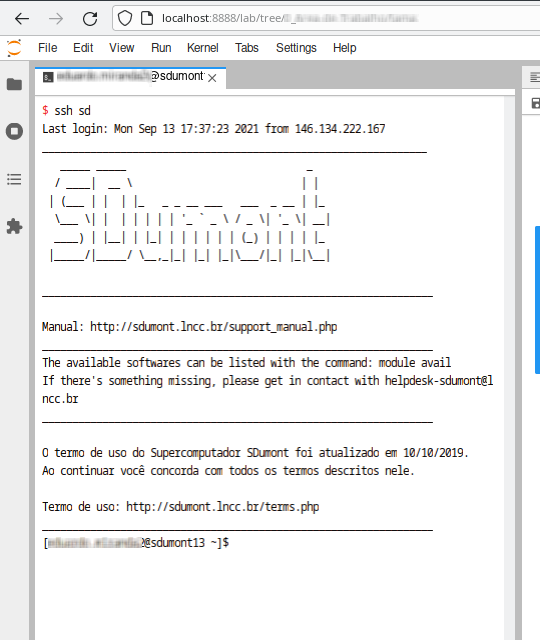 localhost:8888/lab/tree/
File Edit View Run Kernel Tabs Settings Help
@sdumont
$ ssh sd
Last login: Mon Sep 13 17:37:23 2021 from 146.134.222.167
SDumont
Manual: http://sdumont.lncc.br/support_manual.php
The available softwares can be listed with the command: module avail
If there's something missing, please get in contact with helpdesk-sdumont@l
ncc.br
O termo de uso do Supercomputador SDumont foi atualizado em 10/10/2019.
Ao continuar você concorda com todos os termos descritos nele.
Termo de uso: http://sdumont.lncc.br/terms.php
[@sdumont13 ~]$